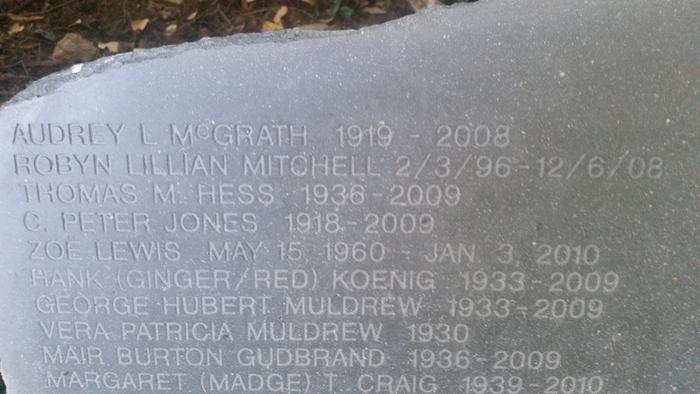 AUDREY L McGRATH 1919 - 2008
ROBYN LILLIAN MITCHELL 2/3/96-12/6/08
THOMAS M. HESS 1936-2009
C. PETER JONES 1918-2009
ZOE LEWIS MAY 15, 1960 - JAN 3, 2010
HANK (GINGER/RED) KOENIG 1933-2009
GEORGE HUBERT MULDREW 1933-2009
VERA PATRICIA MULDREW 1930
MAIR BURTON GUDBRAND 1936-2009
MARGARET (MADGE) T. CRAIG 1939-2010